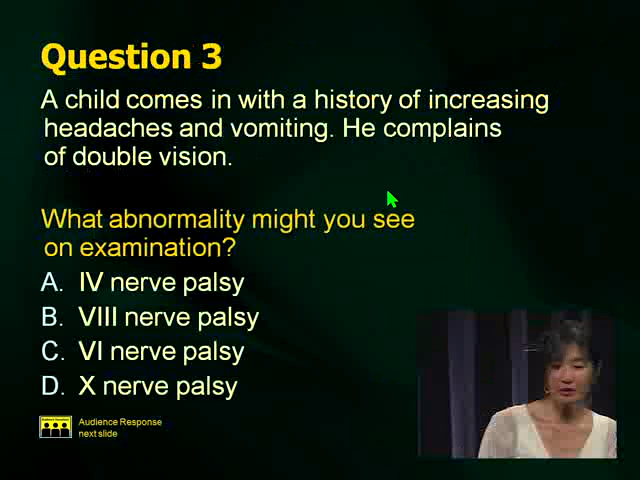 Question 3
A child comes in with a history of increasing
headaches and vomiting. He complains
of double vision.
What abnormality might you see
on examination?
A. IV nerve palsy
B. VIII nerve palsy
C. VI nerve palsy
D. X nerve palsy
Audience Response
next slide